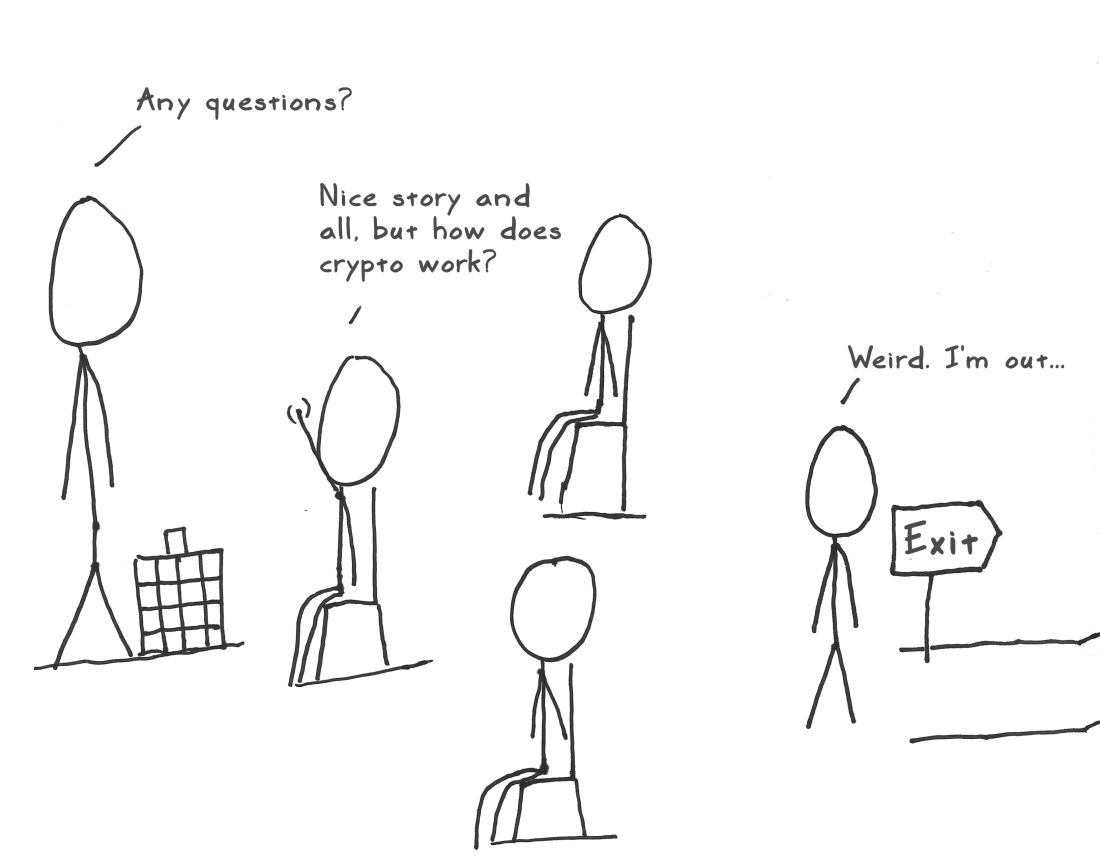 Any questions?
Nice story and
all, but how does
crypto work?
Weird. I'm out...
Exit